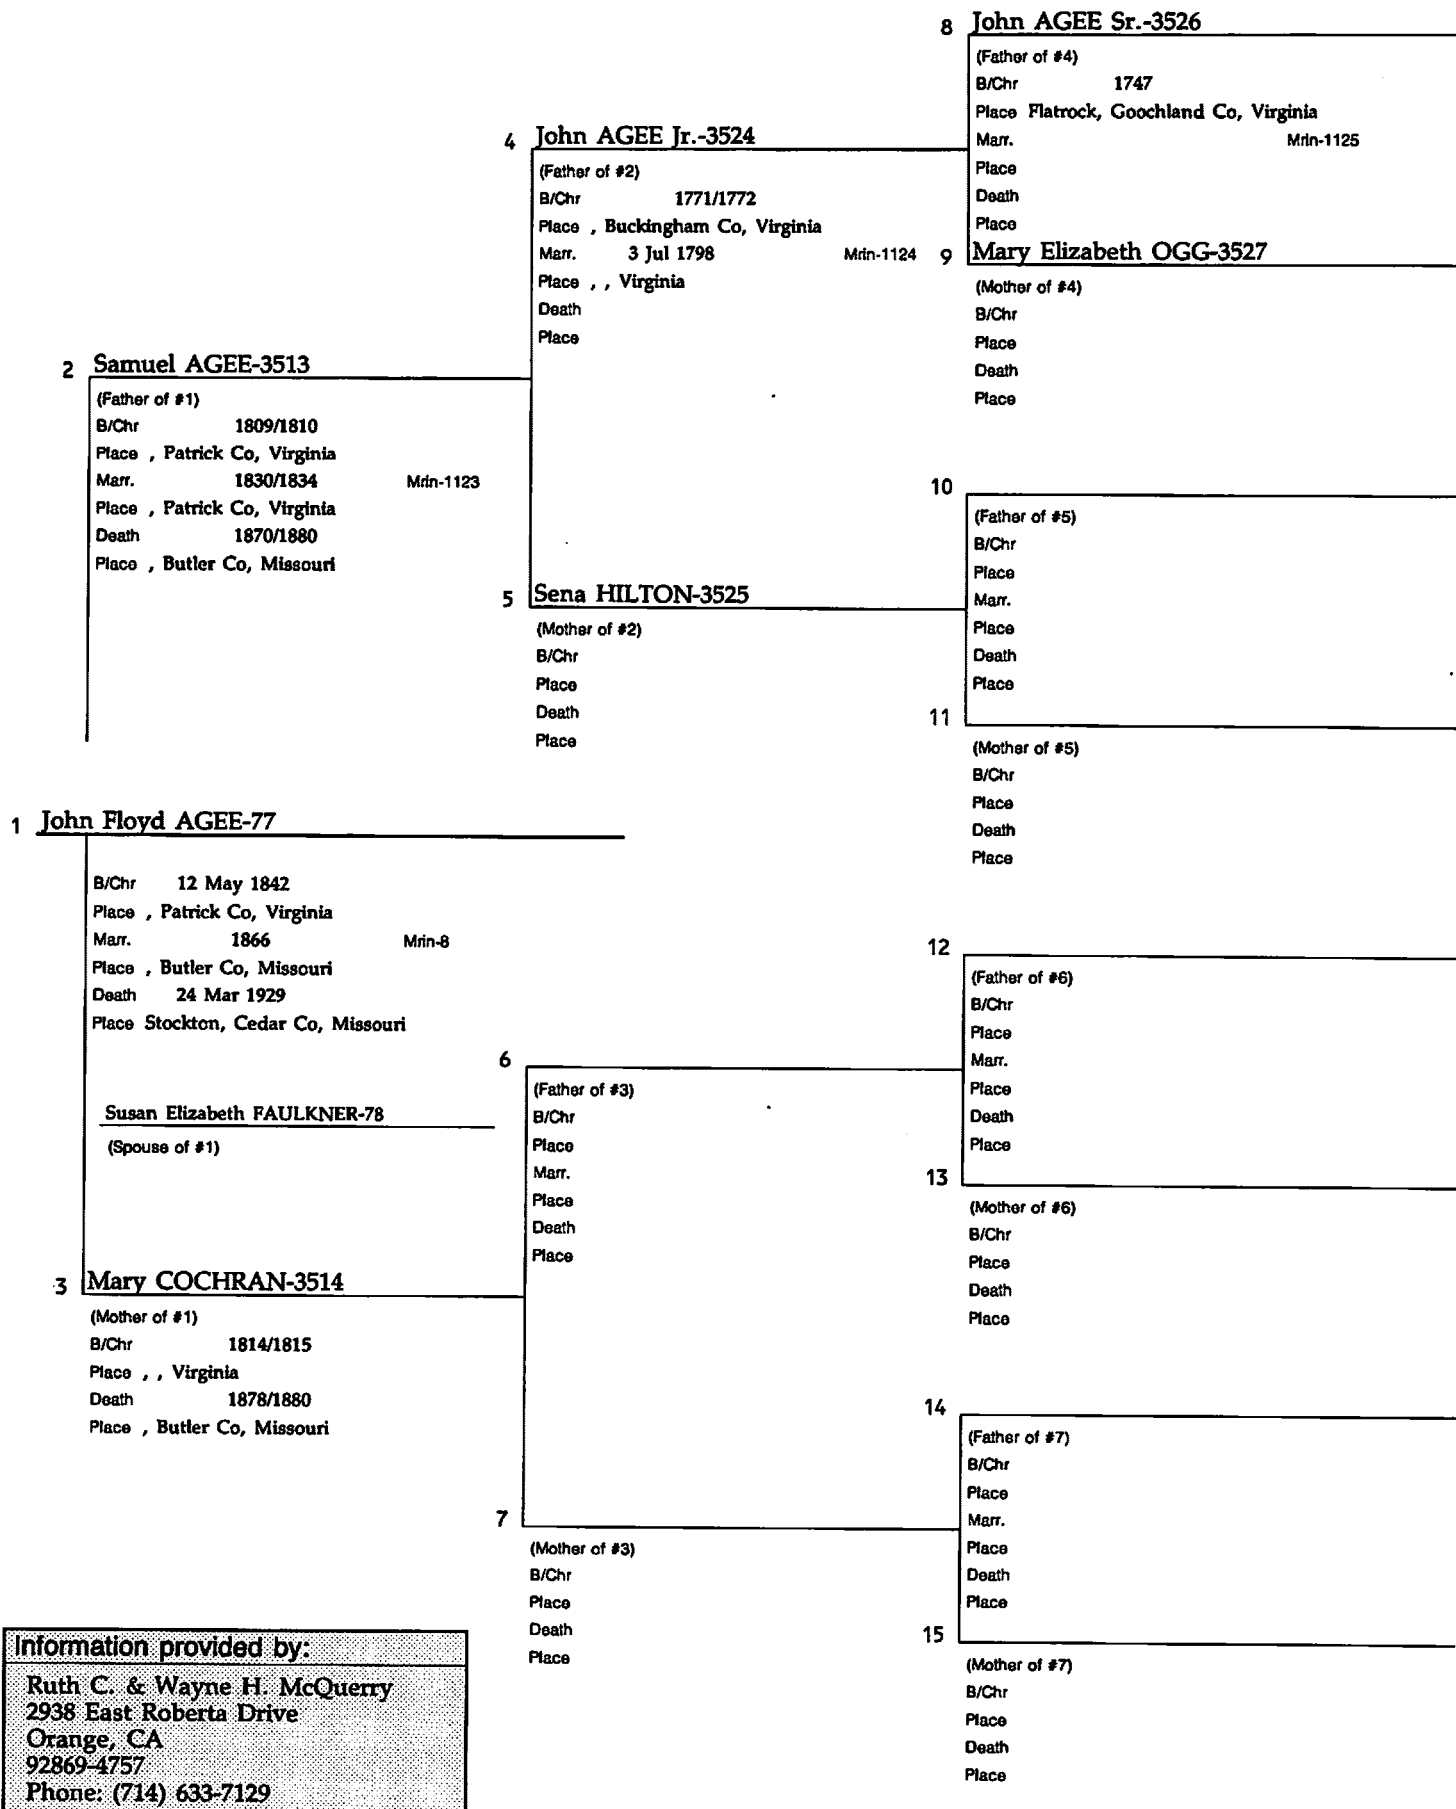 8 John AGEE Sr.-3526
(Father of #4)
B/Chr 1747
Place Flatrock, Goochland Co, Virginia
Marr. Mrin-1125
Place
Death
Place
4 John AGEE Jr.-3524
(Father of #2)
B/Chr 1771/1772
Place , Buckingham Co, Virginia
Marr. 3 Jul 1798 Mrin-1124
Place , , Virginia
Death
Place
9 Mary Elizabeth OGG-3527
(Mother of #4)
B/Chr
Place
Death
Place
2 Samuel AGEE-3513
(Father of #1)
B/Chr 1809/1810
Place , Patrick Co, Virginia
Marr. 1830/1834 Mrin-1123
Place , Patrick Co, Virginia
Death 1870/1880
Place , Butler Co, Missouri
10
(Father of #5)
B/Chr
Place
Marr.
Place
Death
Place
5 Sena HILTON-3525
(Mother of #2)
B/Chr
Place
Death
Place
11
(Mother of #5)
B/Chr
Place
Death
Place
1 John Floyd AGEE-77
B/Chr 12 May 1842
Place , Patrick Co, Virginia
Marr. 1866 Mrin-8
Place , Butler Co, Missouri
Death 24 Mar 1929
Place Stockton, Cedar Co, Missouri
Susan Elizabeth FAULKNER-78
(Spouse of #1)
12
(Father of #6)
B/Chr
Place
Marr.
Place
Death
Place
6
(Father of #3)
B/Chr
Place
Marr.
Place
Death
Place
13
(Mother of #6)
B/Chr
Place
Death
Place
3 Mary COCHRAN-3514
(Mother of #1)
B/Chr 1814/1815
Place , , Virginia
Death 1878/1880
Place , Butler Co, Missouri
14
(Father of #7)
B/Chr
Place
Marr.
Place
Death
Place
7
(Mother of #3)
B/Chr
Place
Death
Place
15
(Mother of #7)
B/Chr
Place
Death
Place
Information provided by:
Ruth C. & Wayne H. McQuerry
2938 East Roberta Drive
Orange, CA
92869-4757
Phone: (714) 633-7129